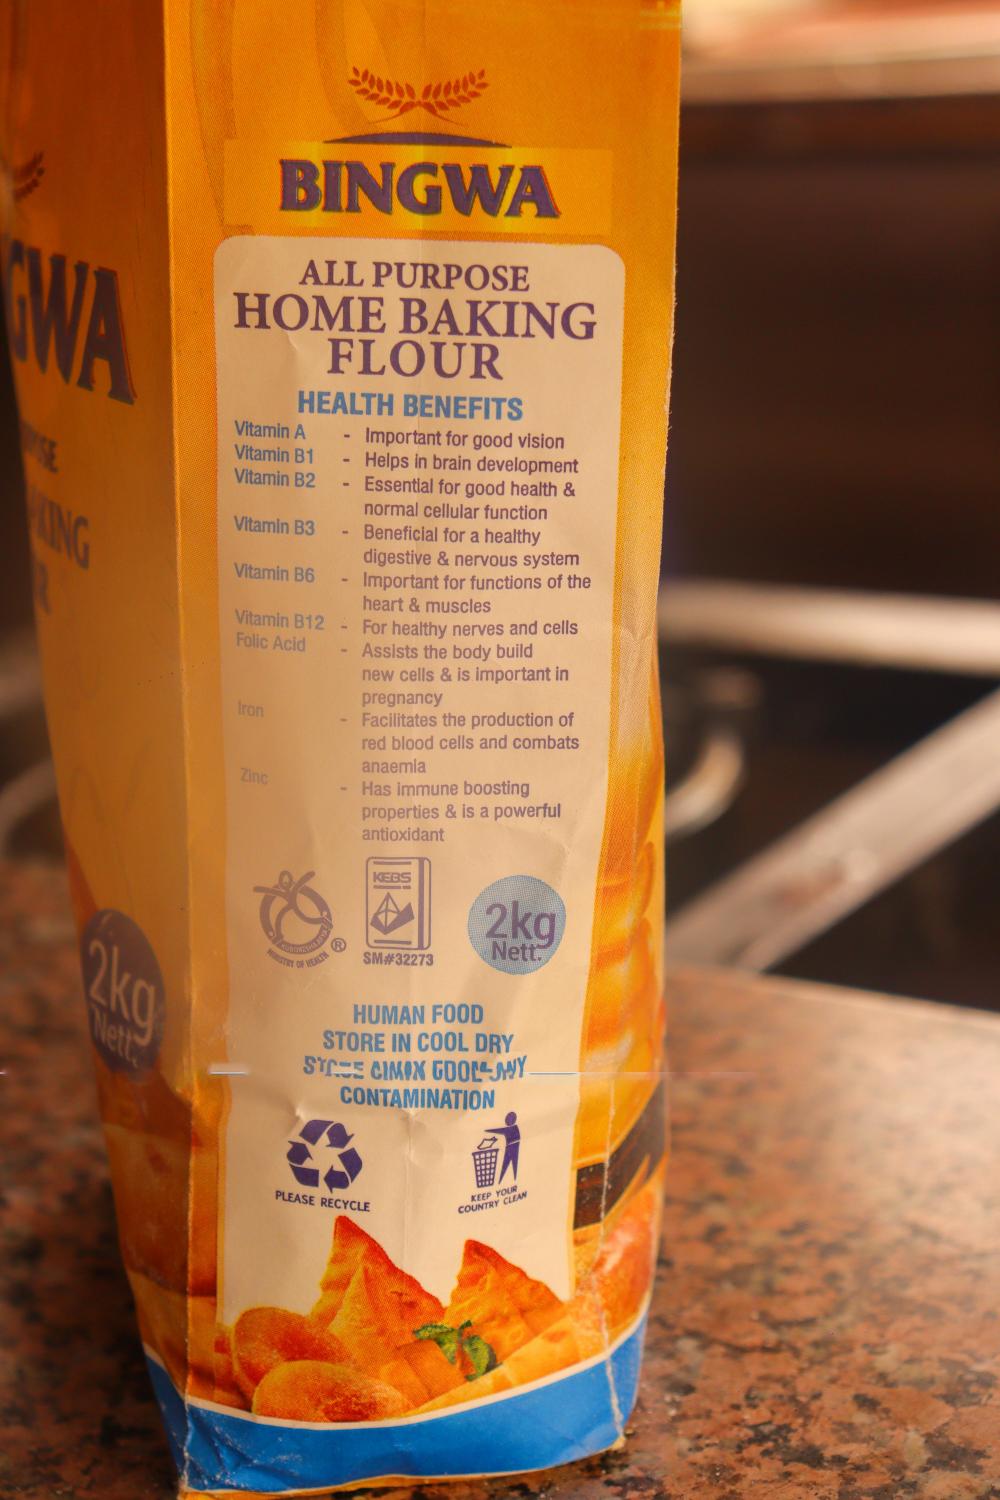 BINGWA
ALL PURPOSE
HOME BAKING
FLOUR
HEALTH BENEFITS
Vitamin A - Important for good vision
Vitamin B1 - Helps in brain development
Vitamin B2 - Essential for good health &
normal cellular function
Vitamin B3 - Beneficial for a healthy
digestive & nervous system
Vitamin B6 - Important for functions of the
heart & muscles
Vitamin B12 - For healthy nerves and cells
Folic Acid - Assists the body build
new cells & is important in
pregnancy
Iron - Facilitates the production of
red blood cells and combats
anaemia
Zinc - Has immune boosting
properties & is a powerful
antioxidant
KEBS
MINISTRY OF HEALTH ®
SM#32273
2kg
Nett.
HUMAN FOOD
STORE IN COOL DRY
CONTAMINATION
PLEASE RECYCLE
KEEP YOUR
COUNTRY CLEAN
GWA
KING
R
2kg
Nett.